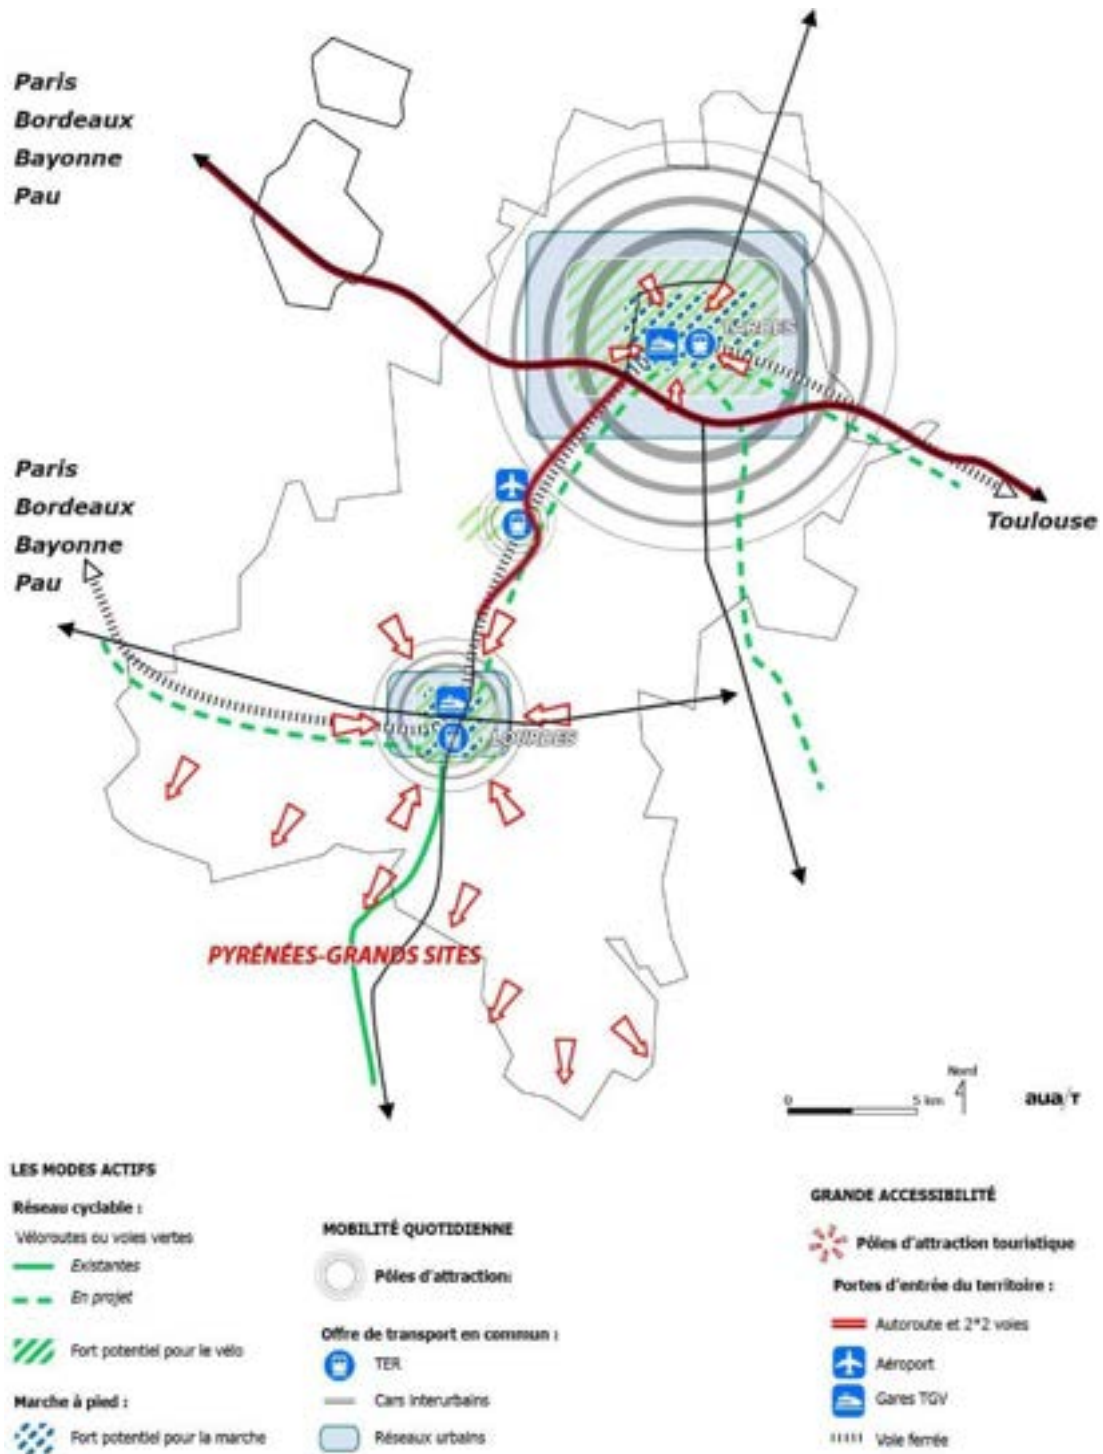 Paris
Bordeaux
Bayonne
Pau
TARBES
Paris
Bordeaux
Bayonne
Pau
Toulouse
LOURDES
PYRÉNÉES-GRANDS SITES
0 5 km
Nord
aua/T
LES MODES ACTIFS
Réseau cyclable :
Véloroutes ou voies vertes
Existantes
En projet
Fort potentiel pour le vélo
Marche à pied :
Fort potentiel pour la marche
MOBILITÉ QUOTIDIENNE
Pôles d'attraction:
Offre de transport en commun :
TER
Cars interurbains
Réseaux urbains
GRANDE ACCESSIBILITÉ
Pôles d'attraction touristique
Portes d'entrée du territoire :
Autoroute et 2*2 voies
Aéroport
Gares TGV
Voie ferrée